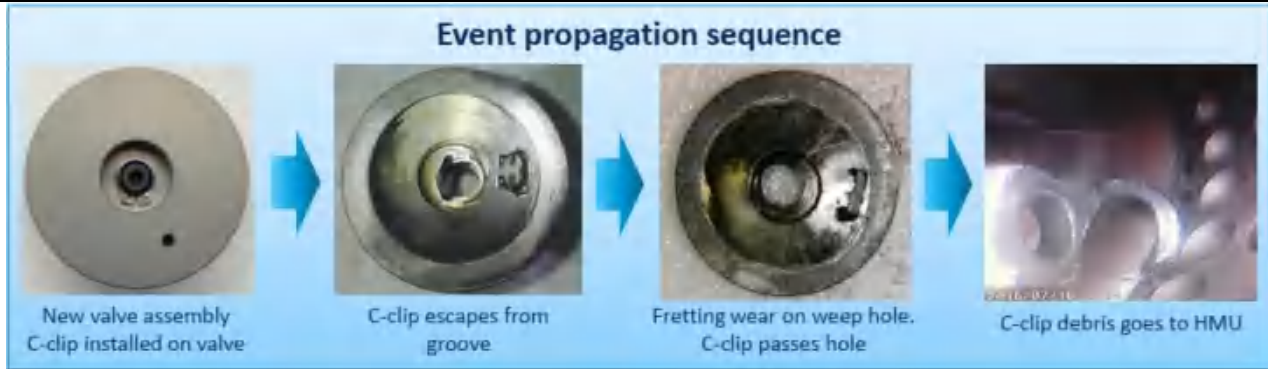 Event propagation sequence
New valve assembly
C-clip installed on valve
C-clip escapes from
groove
Fretting wear on weep hole.
C-clip passes hole
C-clip debris goes to HMU